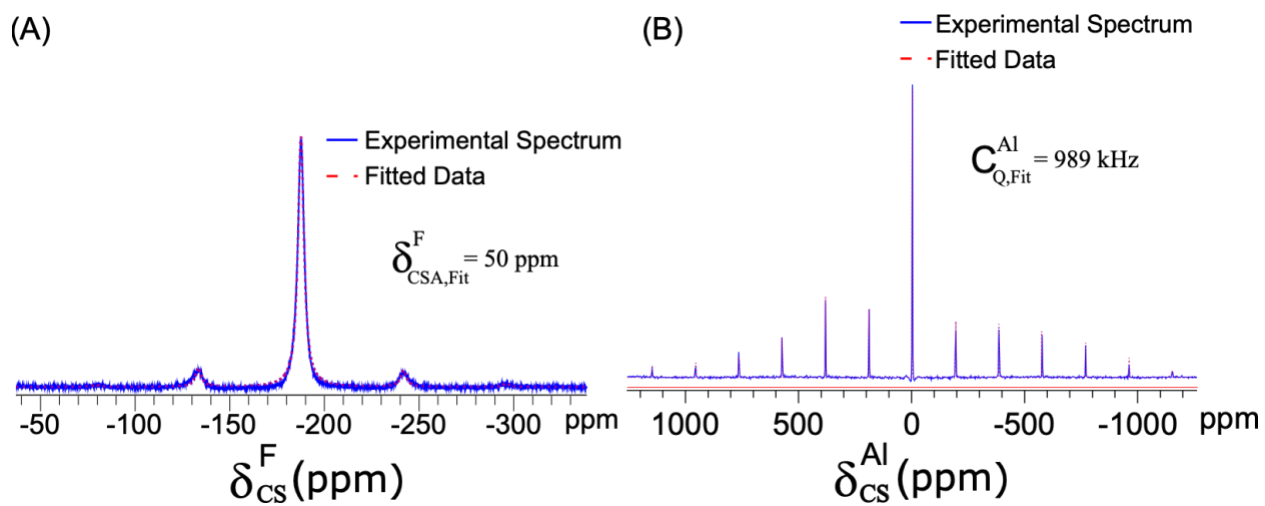 (A)
Experimental Spectrum
Fitted Data
δ^F_CSA,Fit = 50 ppm
-50 -100 -150 -200 -250 -300 ppm
δ^F_CS (ppm)
(B)
Experimental Spectrum
Fitted Data
C^Al_Q,Fit = 989 kHz
1000 500 0 -500 -1000 ppm
δ^Al_CS (ppm)